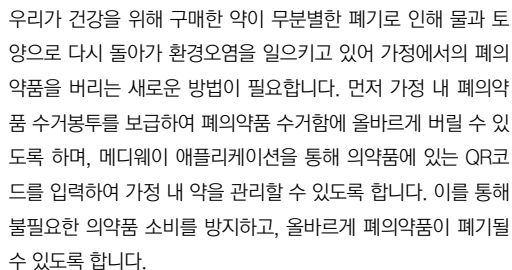 우리가 건강을 위해 구매한 약이 무분별한 폐기로 인해 물과 토
양으로 다시 돌아가 환경오염을 일으키고 있어 가정에서의 폐의
약품을 버리는 새로운 방법이 필요합니다. 먼저 가정 내 폐의약
품 수거봉투를 보급하여 폐의약품 수거함에 올바르게 버릴 수 있
도록 하며, 메디웨이 애플리케이션을 통해 의약품에 있는 QR코
드를 입력하여 가정 내 약을 관리할 수 있도록 합니다. 이를 통해
불필요한 의약품 소비를 방지하고, 올바르게 폐의약품이 폐기될
수 있도록 합니다.